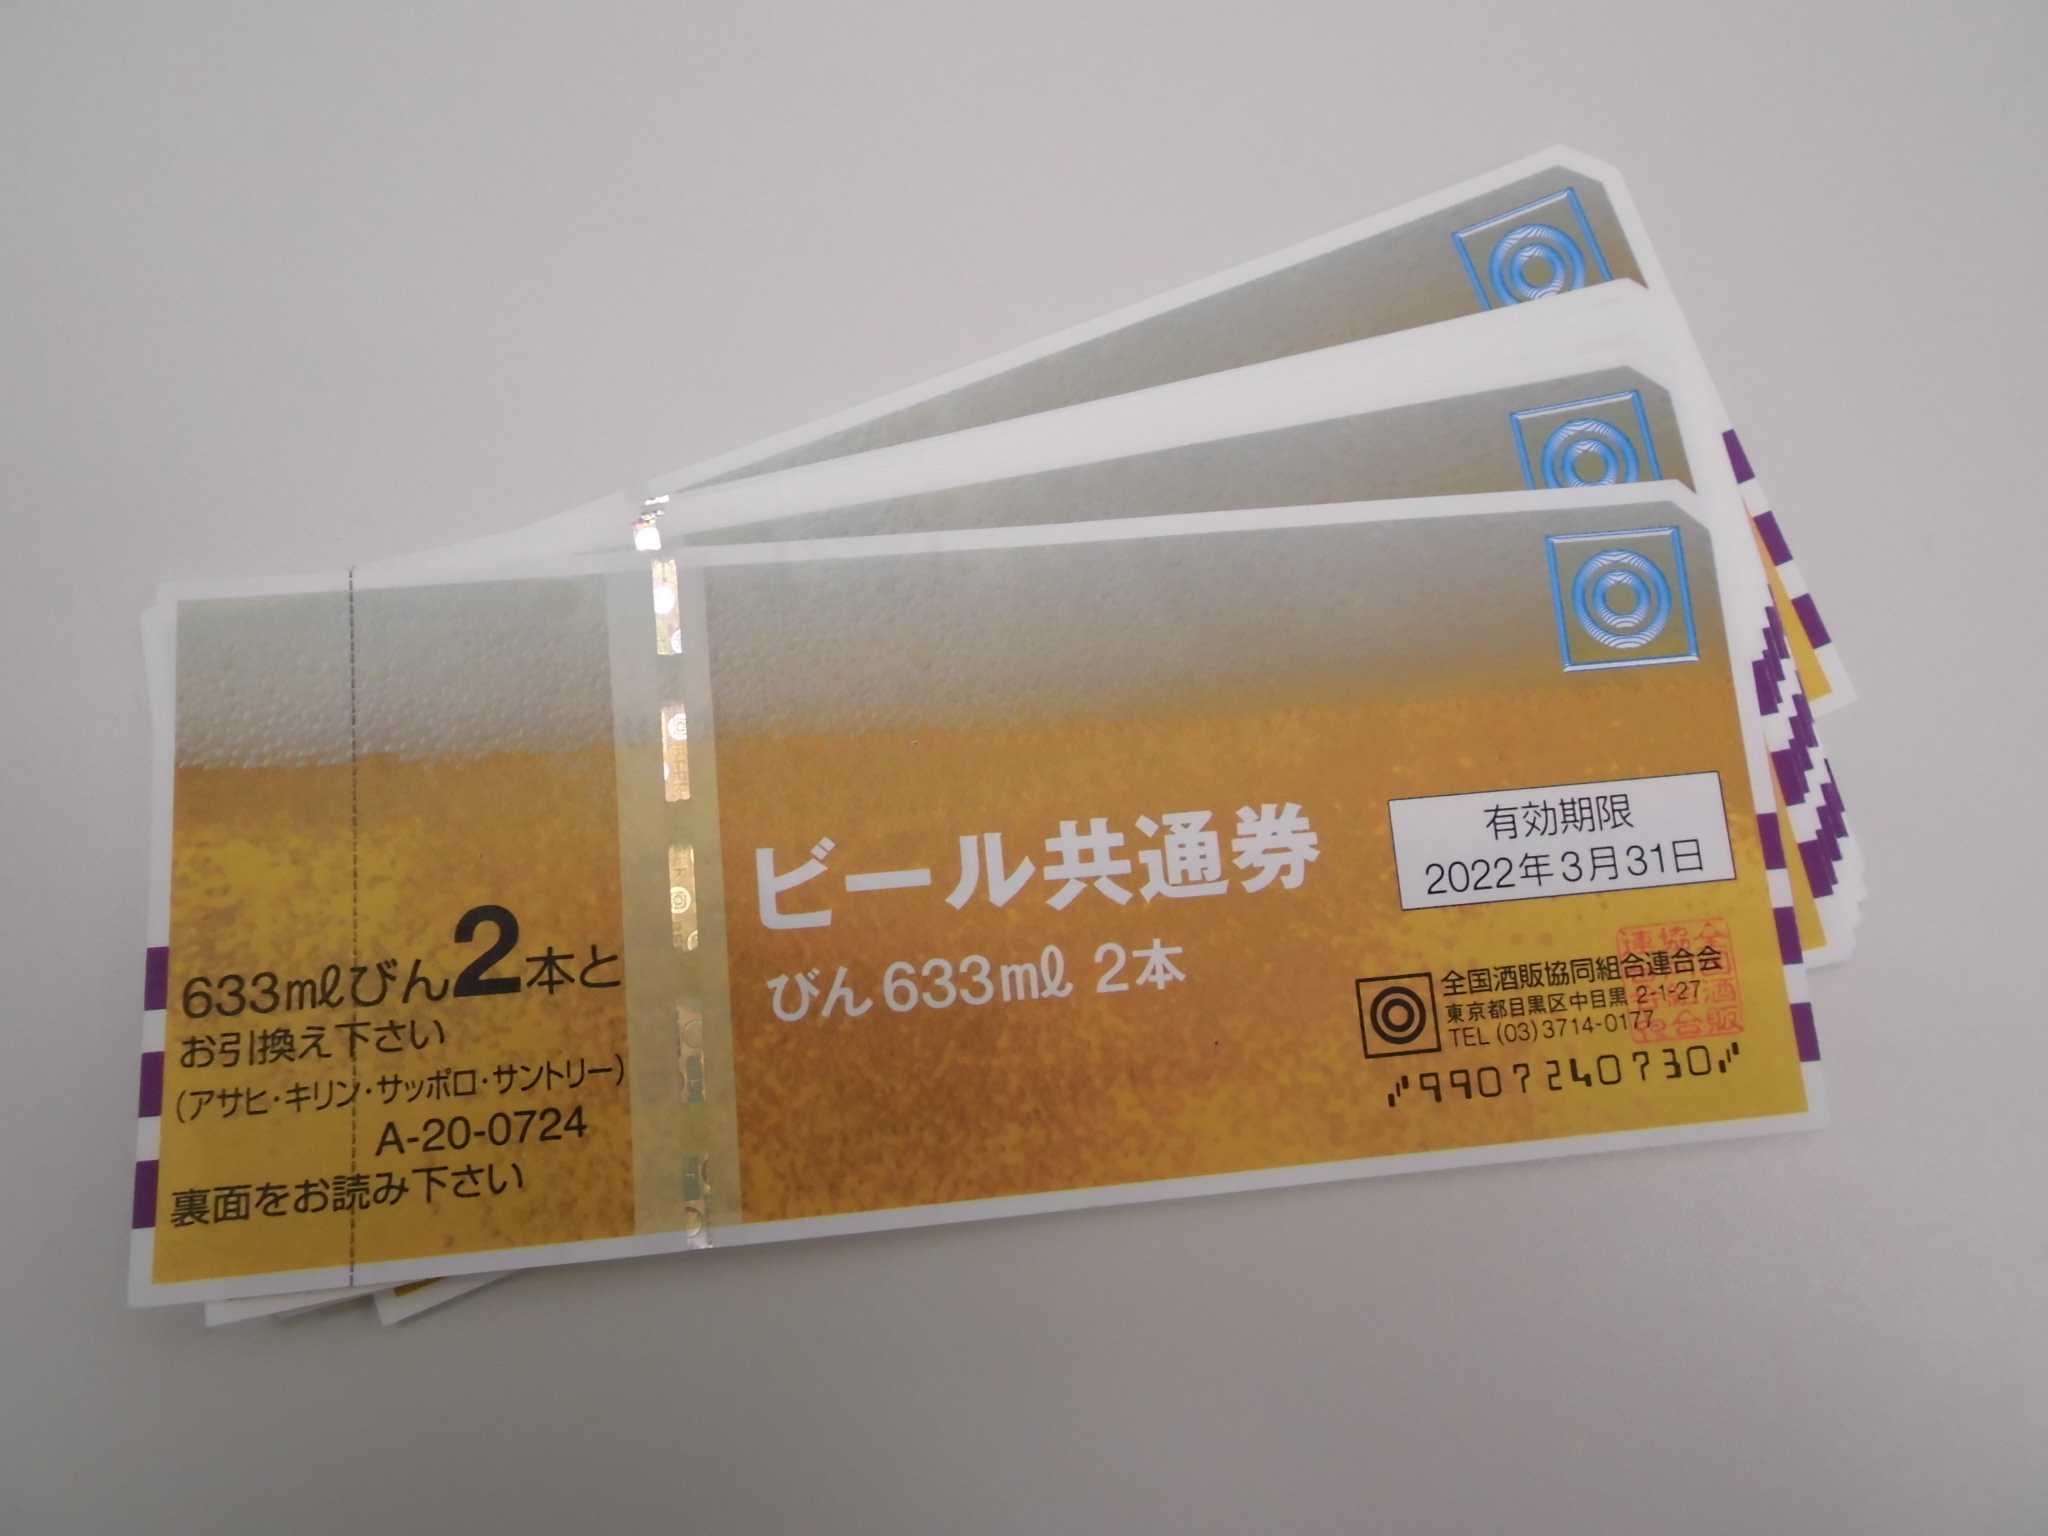 633mlびん2本と
お引換え下さい
(アサヒ・キリン・サッポロ・サントリー)
A-20-0724
裏面をお読み下さい
ビール共通券
びん633ml 2本
有効期限
2022年3月31日
全国酒販協同組合連合会
東京都目黒区中目黒 2-1-27
TEL (03)3714-0177
9907240730